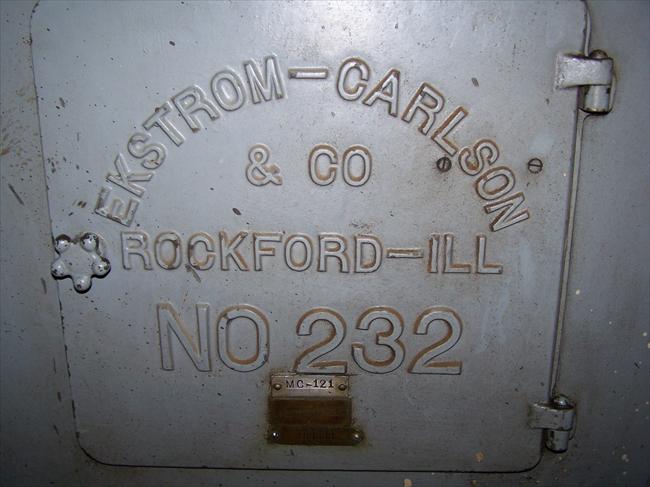 EKSTROM-CARLSON
& CO
ROCKFORD-ILL
NO 232
MC-121